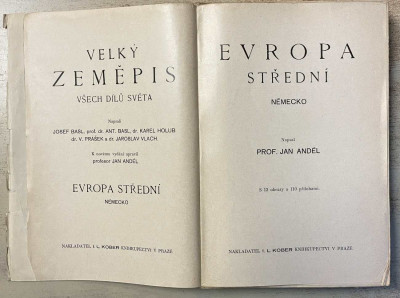 VELKÝ
ZEMĚPIS
VŠECH DÍLŮ SVĚTA
Napsali
JOSEF BASL, prof. dr. ANT. BASL, dr. KAREL HOLUB
dr. V. PRÁŠEK a dr. JAROSLAV VLACH
K novému vydání upravil
professor JAN ANDĚL
EVROPA STŘEDNÍ
NĚMECKO
NAKLADATEL I. L. KOBER KNIHKUPECTVÍ V PRAZE
EVROPA
STŘEDNÍ
NĚMECKO
Napsal
PROF. JAN ANDĚL
NAKLADATEL I. L. KOBER KNIHKUPECTVÍ V PRAZE.